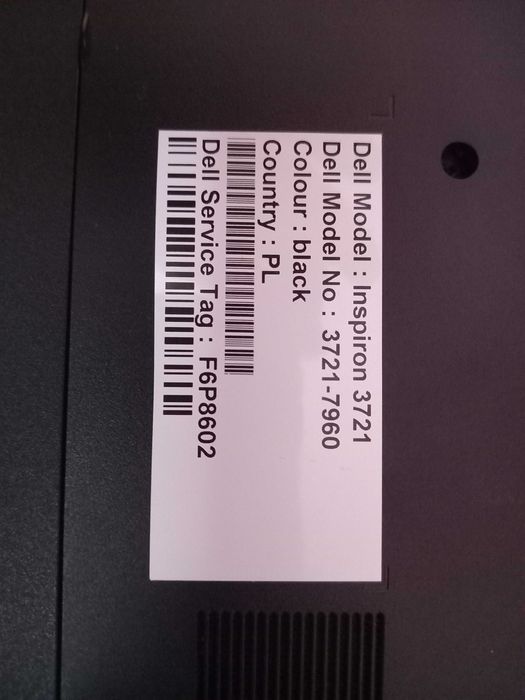 Dell Model : Inspiron 3721
Dell Model No : 3721-7960
Colour : black
Country : PL
Dell Service Tag : F6P8602